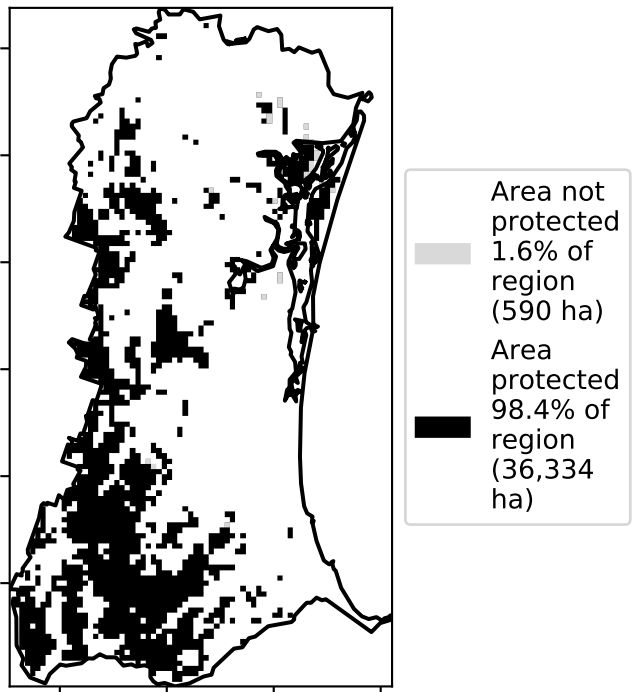 Area not
protected
1.6% of
region
(590 ha)
Area
protected
98.4% of
region
(36,334
ha)